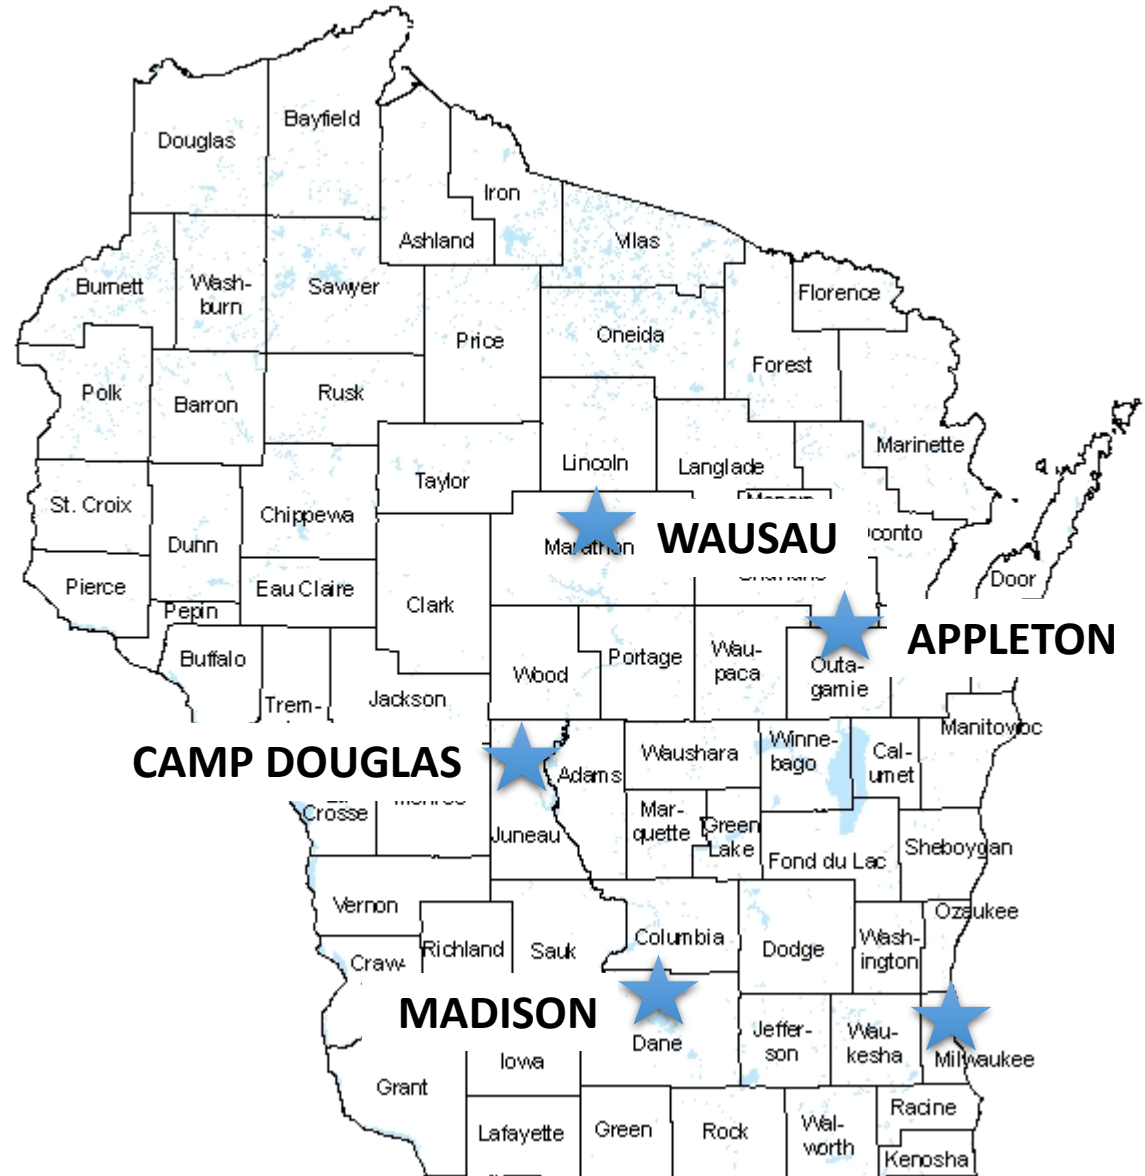 Bayfield
Douglas
Iron
Ashland
Vilas
Burnett
Wash-
burn
Sawyer
Florence
Price
Oneida
Forest
Polk
Barron
Rusk
Marinette
Lincoln
Langlade
Taylor
St. Croix
Chippewa
WAUSAU
Marathon
Dunn
Door
Pierce
Eau Claire
Clark
Pepin
APPLETON
Buffalo
Wood
Portage
Wau-
paca
Outa-
gamie
Jackson
Trem-
Manitowoc
CAMP DOUGLAS
Adams
Waushara
Winne-
bago
Cal-
umet
Crosse
Juneau
Mar-
quette
Green
Lake
Fond du Lac
Sheboygan
Vernon
Richland
Sauk
Columbia
Dodge
Wash-
ington
Ozaukee
Craw-
MADISON
Dane
Jeffer-
son
Wau-
kesha
Milwaukee
Iowa
Grant
Lafayette
Green
Rock
Wal-
worth
Racine
Kenosha